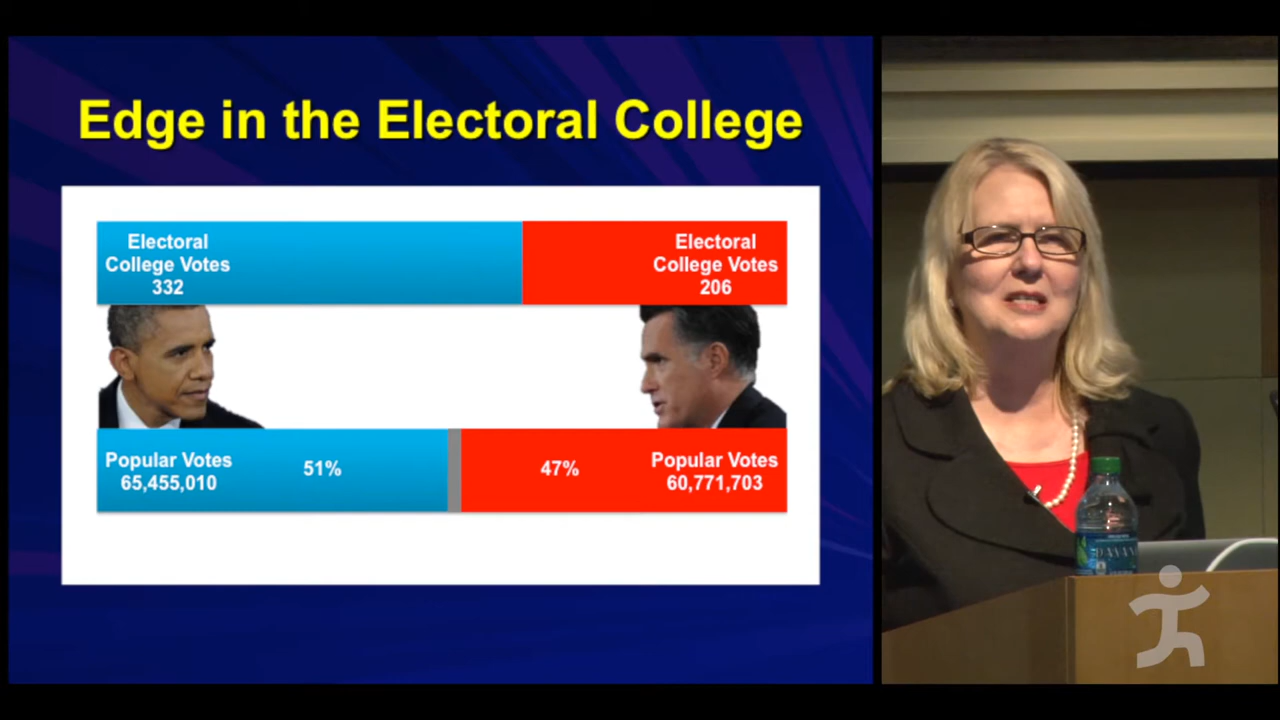 Edge in the Electoral College
Electoral
College Votes
332
Electoral
College Votes
206
Popular Votes
65,455,010
51%
47%
Popular Votes
60,771,703
DASANI